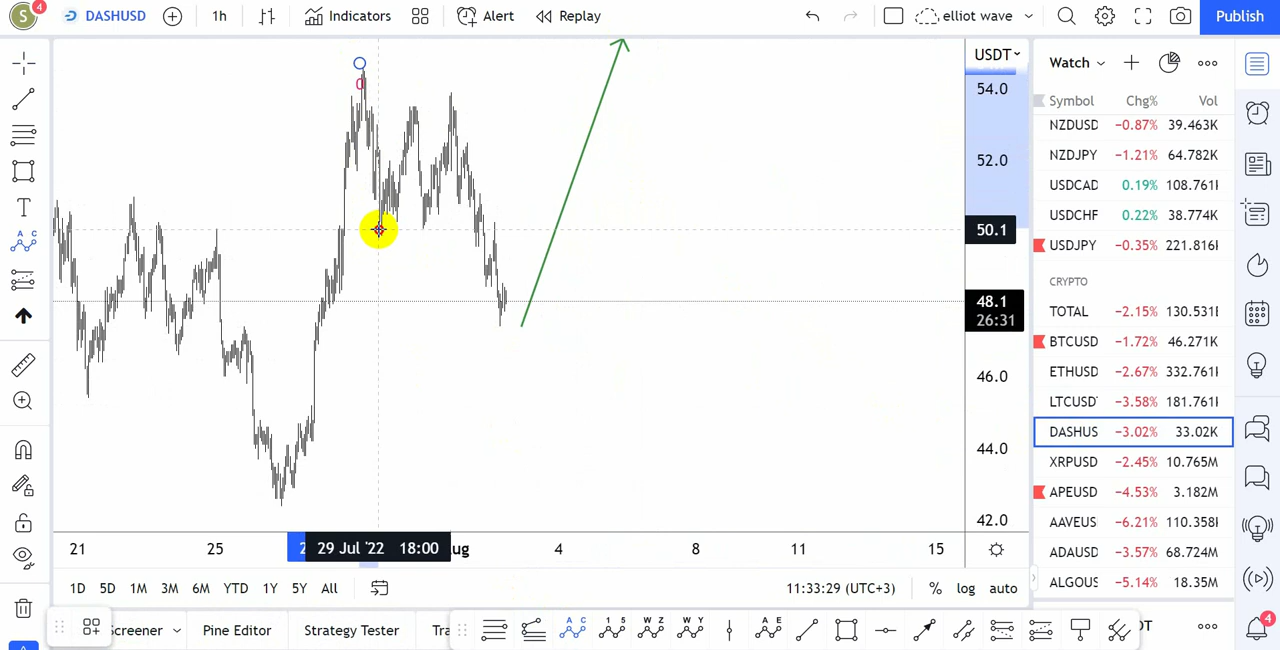 S 4 DASHUSD 1h Indicators Alert Replay elliot wave Publish
USDT
54.0
52.0
50.1
48.1
26:31
46.0
44.0
42.0
0
21 25 2 29 Jul '22 18:00 ug 4 8 11 15
1D 5D 1M 3M 6M YTD 1Y 5Y All 11:33:29 (UTC+3) % log auto
Screener Pine Editor Strategy Tester Tra
Watch
Symbol Chg% Vol
NZDUSD −0.87% 39.463K
NZDJPY −1.21% 64.782K
USDCAD 0.19% 108.761
USDCHF 0.22% 38.774K
USDJPY −0.35% 221.816
CRYPTO
TOTAL −2.15% 130.531
BTCUSD −1.72% 46.271K
ETHUSD −2.67% 332.761
LTCUSD −3.58% 181.761
DASHUS −3.02% 33.02K
XRPUSD −2.45% 10.765M
APEUSD −4.53% 3.182M
AAVEUS −6.21% 110.358
ADAUSD −3.57% 68.724M
ALGOUS −5.14% 18.35M
DT
4